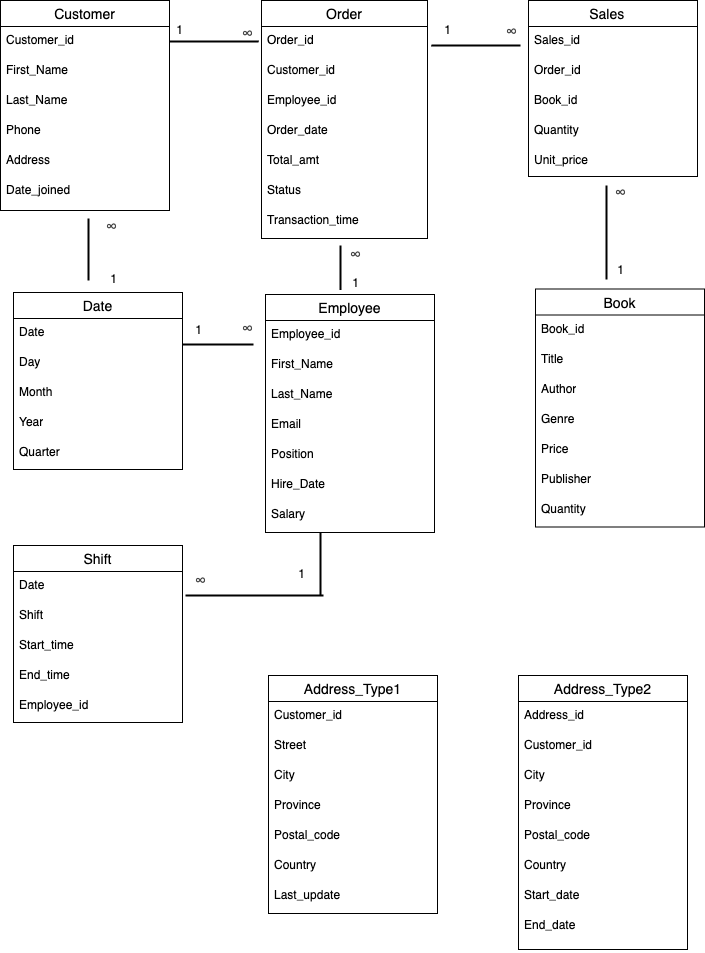 Customer
Customer_id
First_Name
Last_Name
Phone
Address
Date_joined
1
∞
Order
Order_id
Customer_id
Employee_id
Order_date
Total_amt
Status
Transaction_time
1
∞
Sales
Sales_id
Order_id
Book_id
Quantity
Unit_price
∞
1
∞
1
∞
1
Date
Date
Day
Month
Year
Quarter
1
∞
Employee
Employee_id
First_Name
Last_Name
Email
Position
Hire_Date
Salary
Book
Book_id
Title
Author
Genre
Price
Publisher
Quantity
∞
1
Shift
Date
Shift
Start_time
End_time
Employee_id
Address_Type1
Customer_id
Street
City
Province
Postal_code
Country
Last_update
Address_Type2
Address_id
Customer_id
City
Province
Postal_code
Country
Start_date
End_date